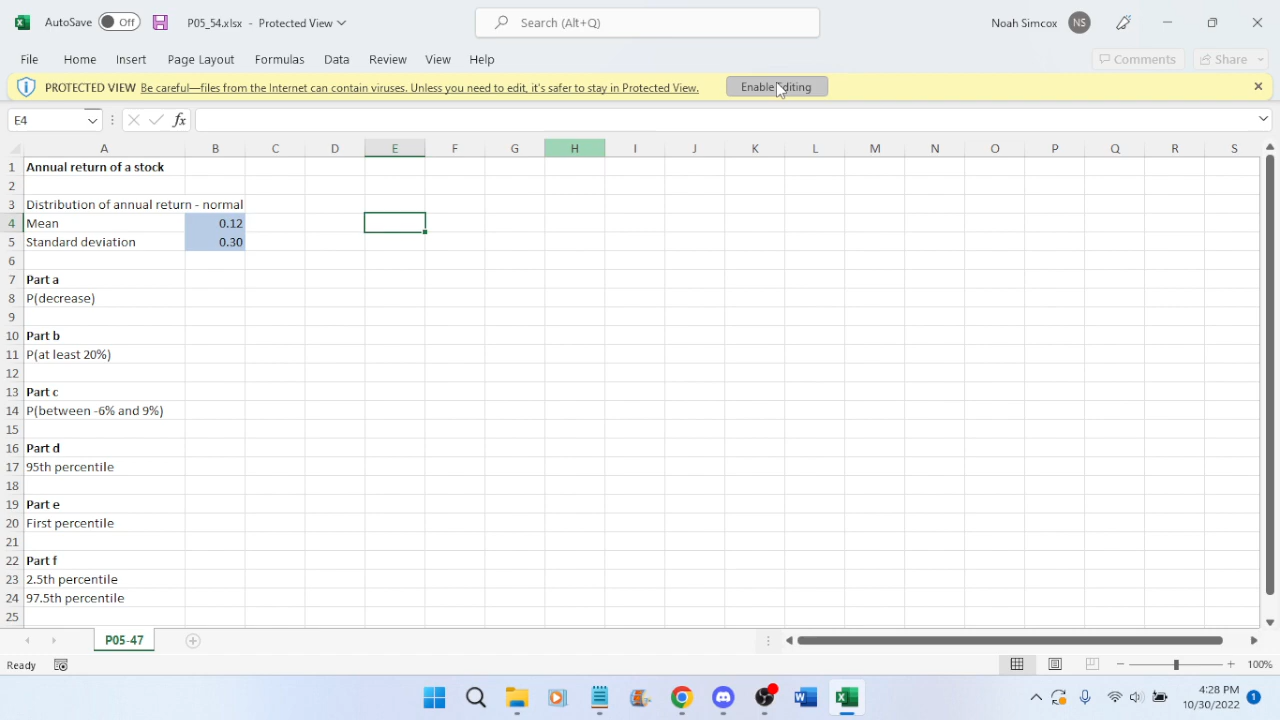 AutoSave Off P05_54.xlsx - Protected View Search (Alt+Q) Noah Simcox NS
File Home Insert Page Layout Formulas Data Review View Help Comments Share
PROTECTED VIEW Be careful—files from the Internet can contain viruses. Unless you need to edit, it's safer to stay in Protected View. Enable Editing
E4 fx
A B C D E F G H I J K L M N O P Q R S
1 Annual return of a stock
2
3 Distribution of annual return - normal
4 Mean 0.12
5 Standard deviation 0.30
6
7 Part a
8 P(decrease)
9
10 Part b
11 P(at least 20%)
12
13 Part c
14 P(between -6% and 9%)
15
16 Part d
17 95th percentile
18
19 Part e
20 First percentile
21
22 Part f
23 2.5th percentile
24 97.5th percentile
25
P05-47
Ready 100%
4:28 PM
10/30/2022 1